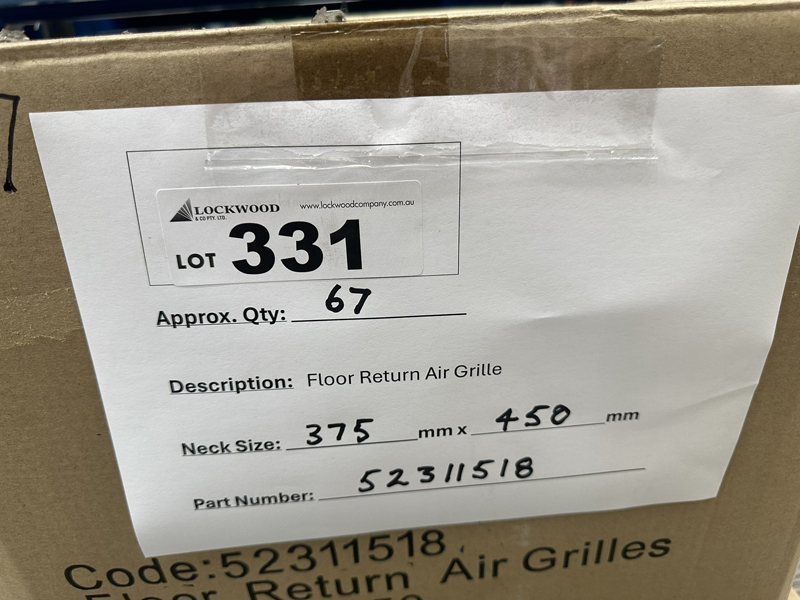 LOCKWOOD
& CO PTY. LTD.
www.lockwoodcompany.com.au
LOT 331
Approx. Qty: 67
Description: Floor Return Air Grille
Neck Size: 375 mm x 450 mm
Part Number: 52311518
Code:52311518
Floor Return Air Grilles